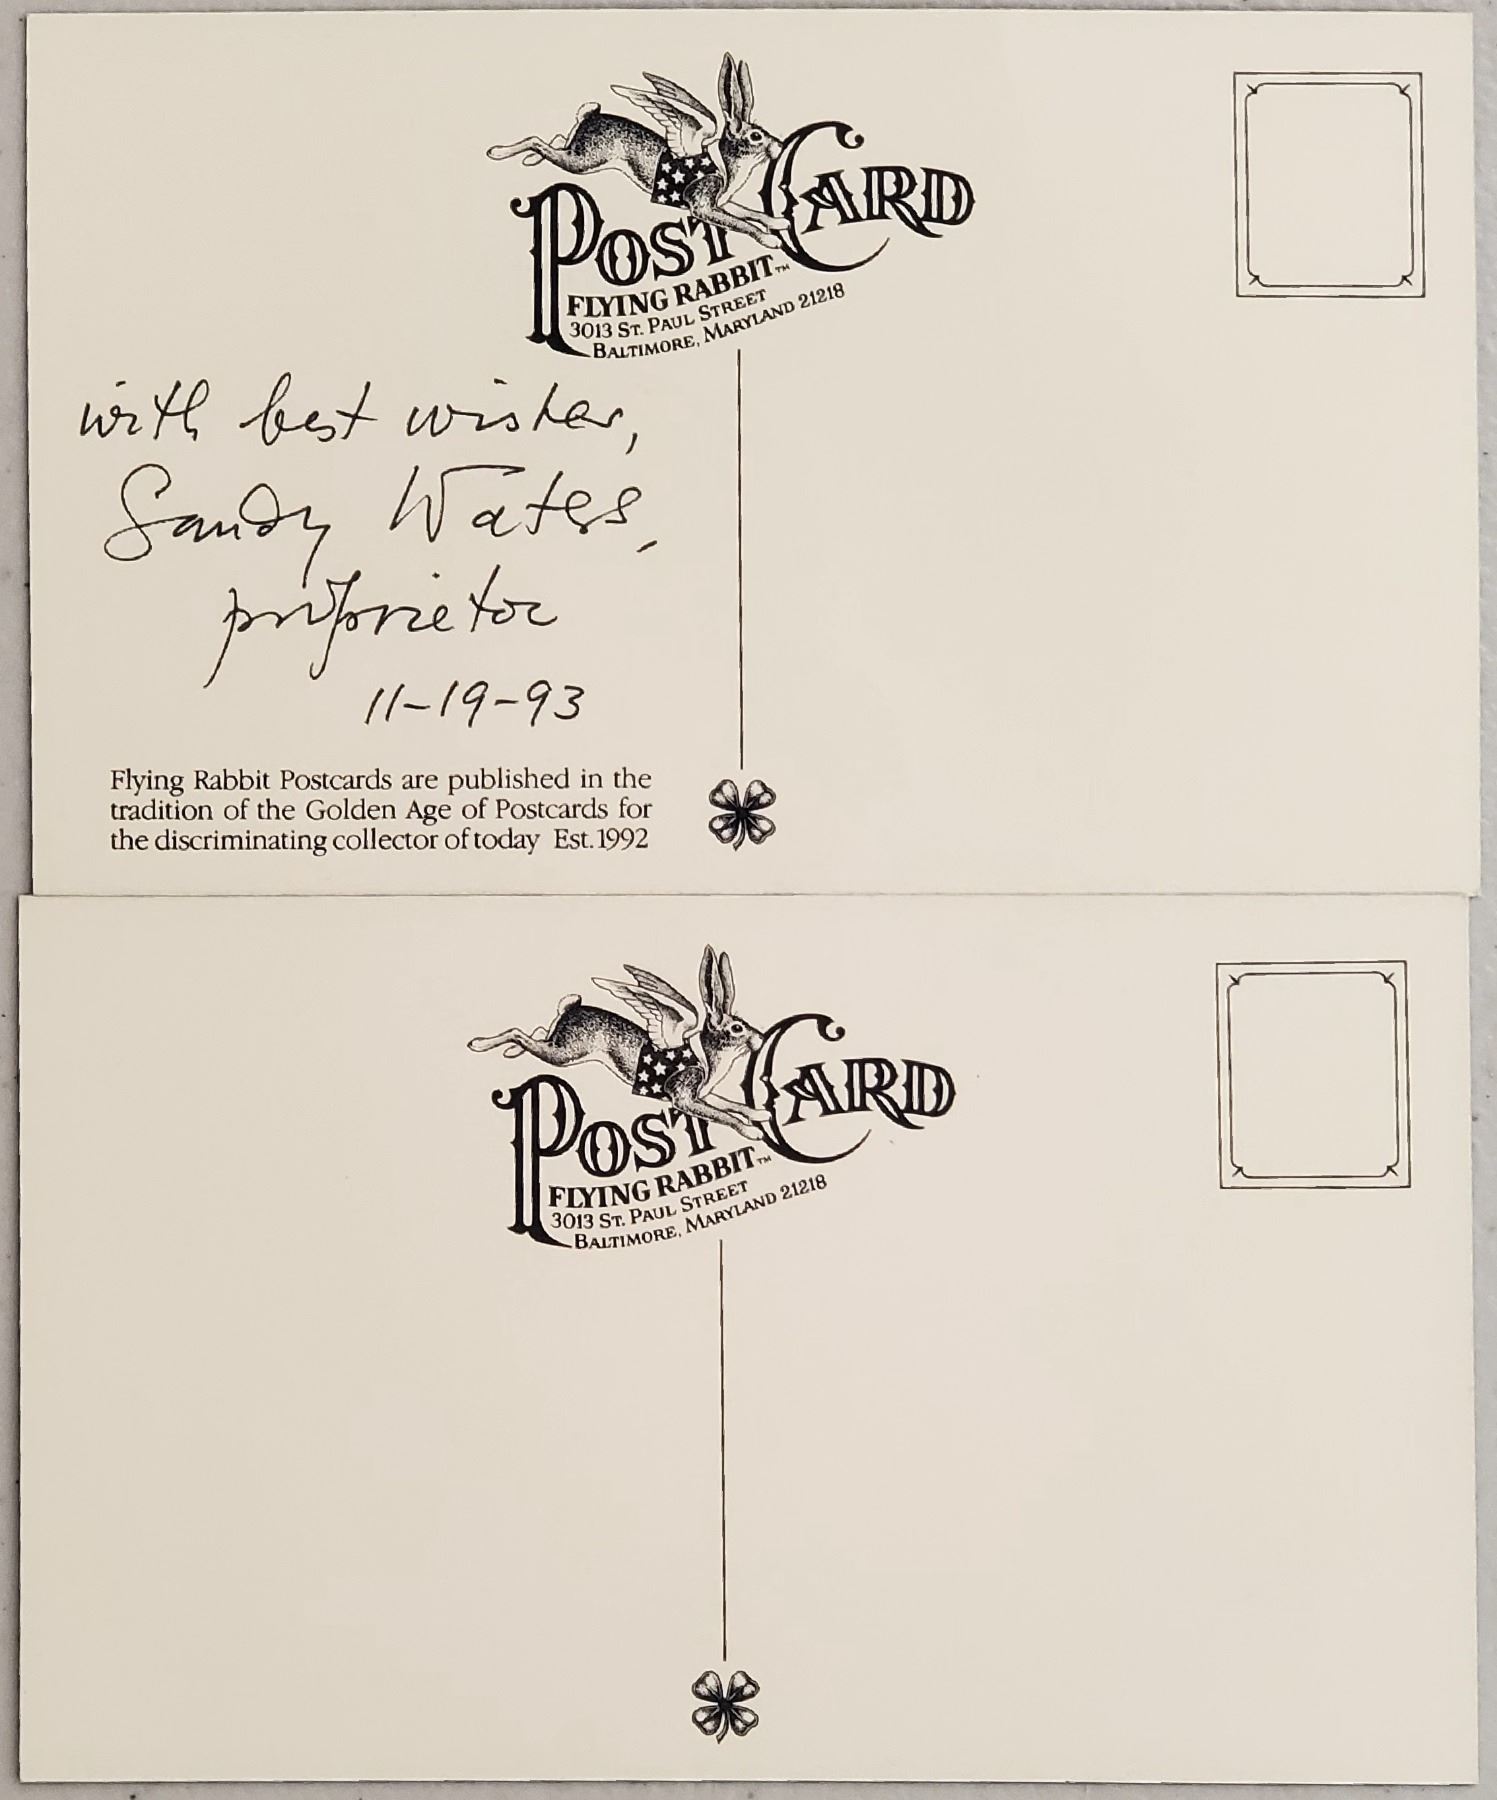 POST CARD
FLYING RABBIT™
3013 ST. PAUL STREET
BALTIMORE, MARYLAND 21218
with best wishes,
Sandy Waters,
proprietor
11-19-93
Flying Rabbit Postcards are published in the
tradition of the Golden Age of Postcards for
the discriminating collector of today Est. 1992
POST CARD
FLYING RABBIT™
3013 ST. PAUL STREET
BALTIMORE, MARYLAND 21218